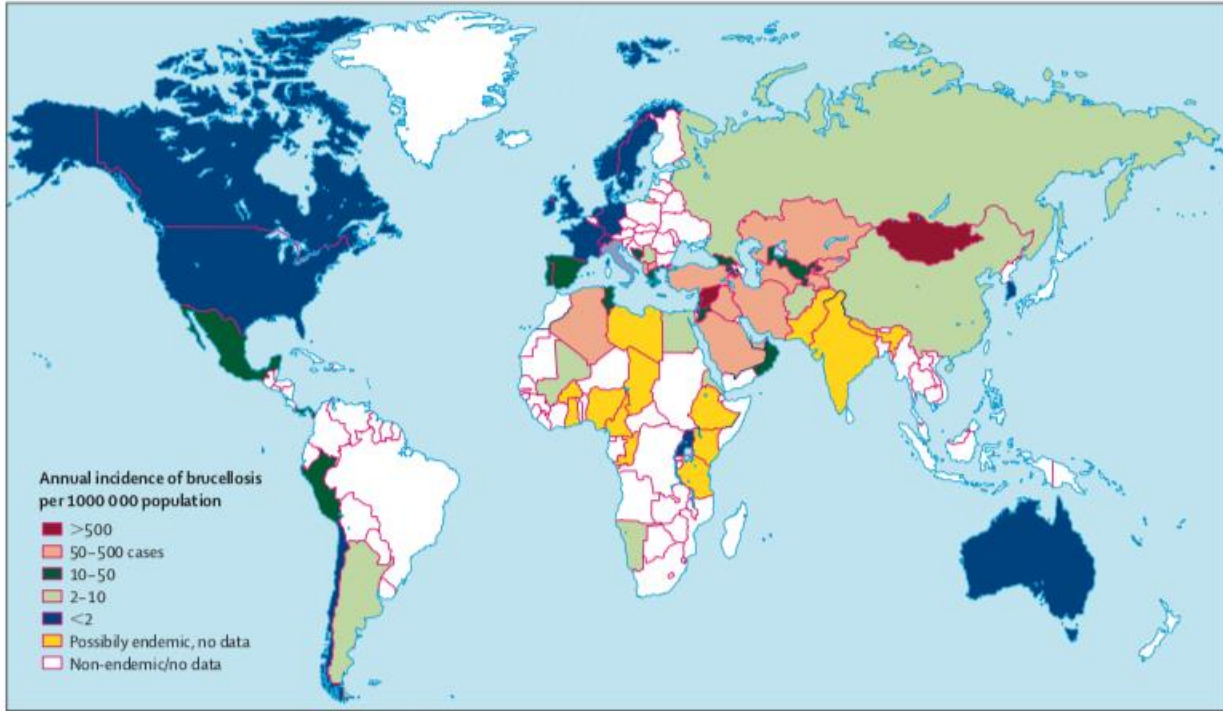 Annual incidence of brucellosis
per 1000 000 population
>500
50–500 cases
10–50
2–10
<2
Possibily endemic, no data
Non-endemic/no data